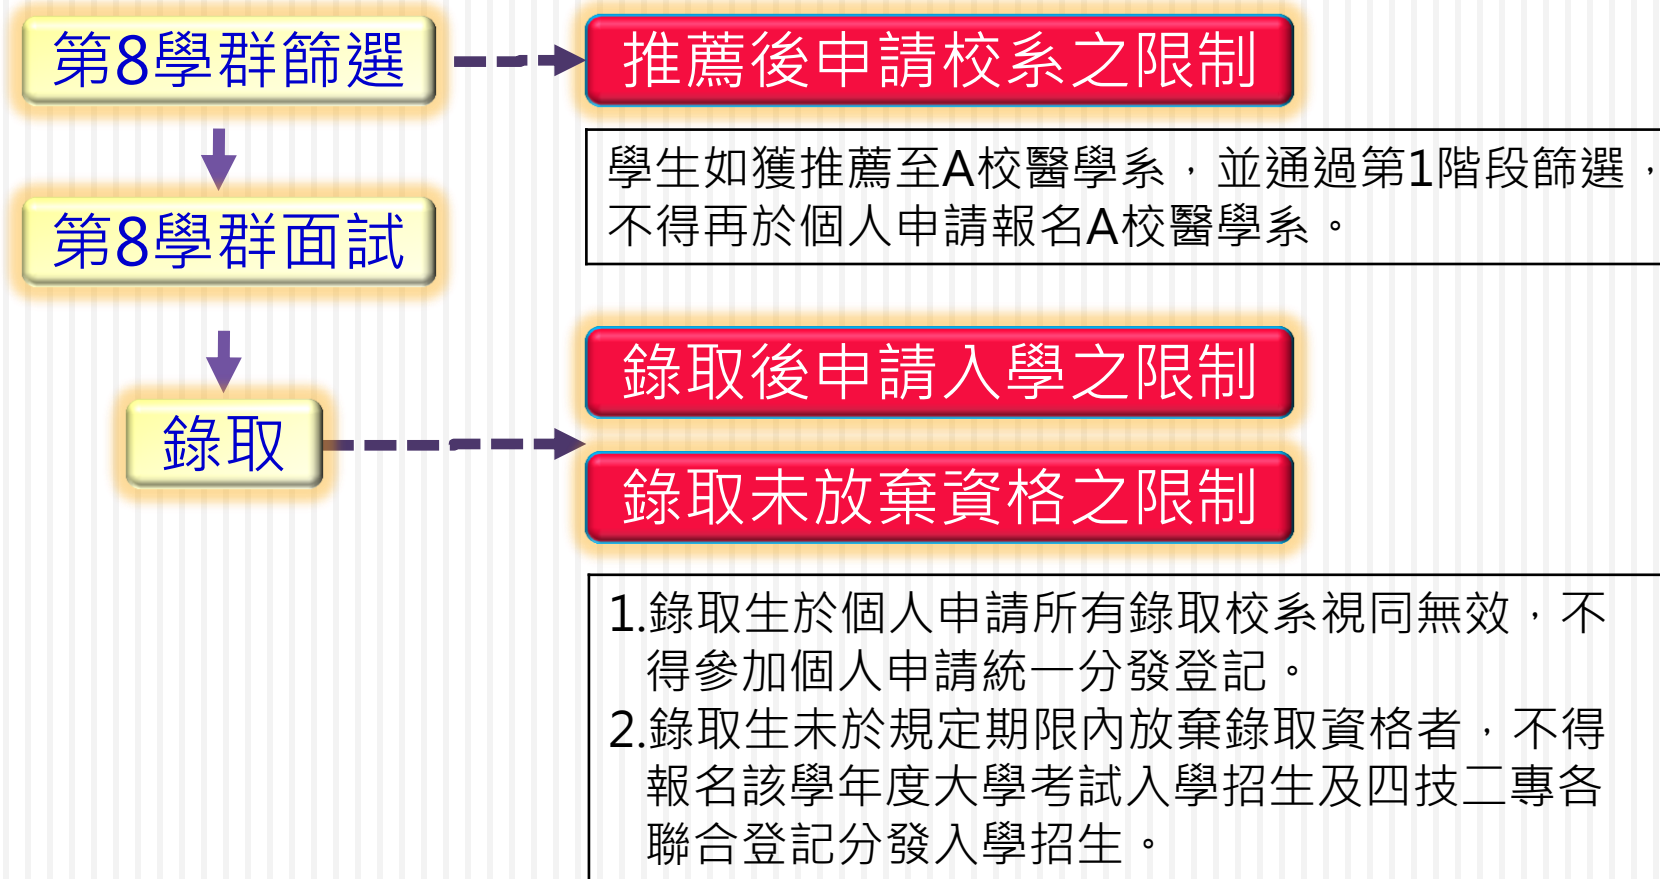 第8學群篩選
推薦後申請校系之限制
學生如獲推薦至A校醫學系，並通過第1階段篩選，
不得再於個人申請報名A校醫學系。
第8學群面試
錄取後申請入學之限制
錄取
錄取未放棄資格之限制
1.錄取生於個人申請所有錄取校系視同無效，不
得參加個人申請統一分發登記。
2.錄取生未於規定期限內放棄錄取資格者，不得
報名該學年度大學考試入學招生及四技二專各
聯合登記分發入學招生。